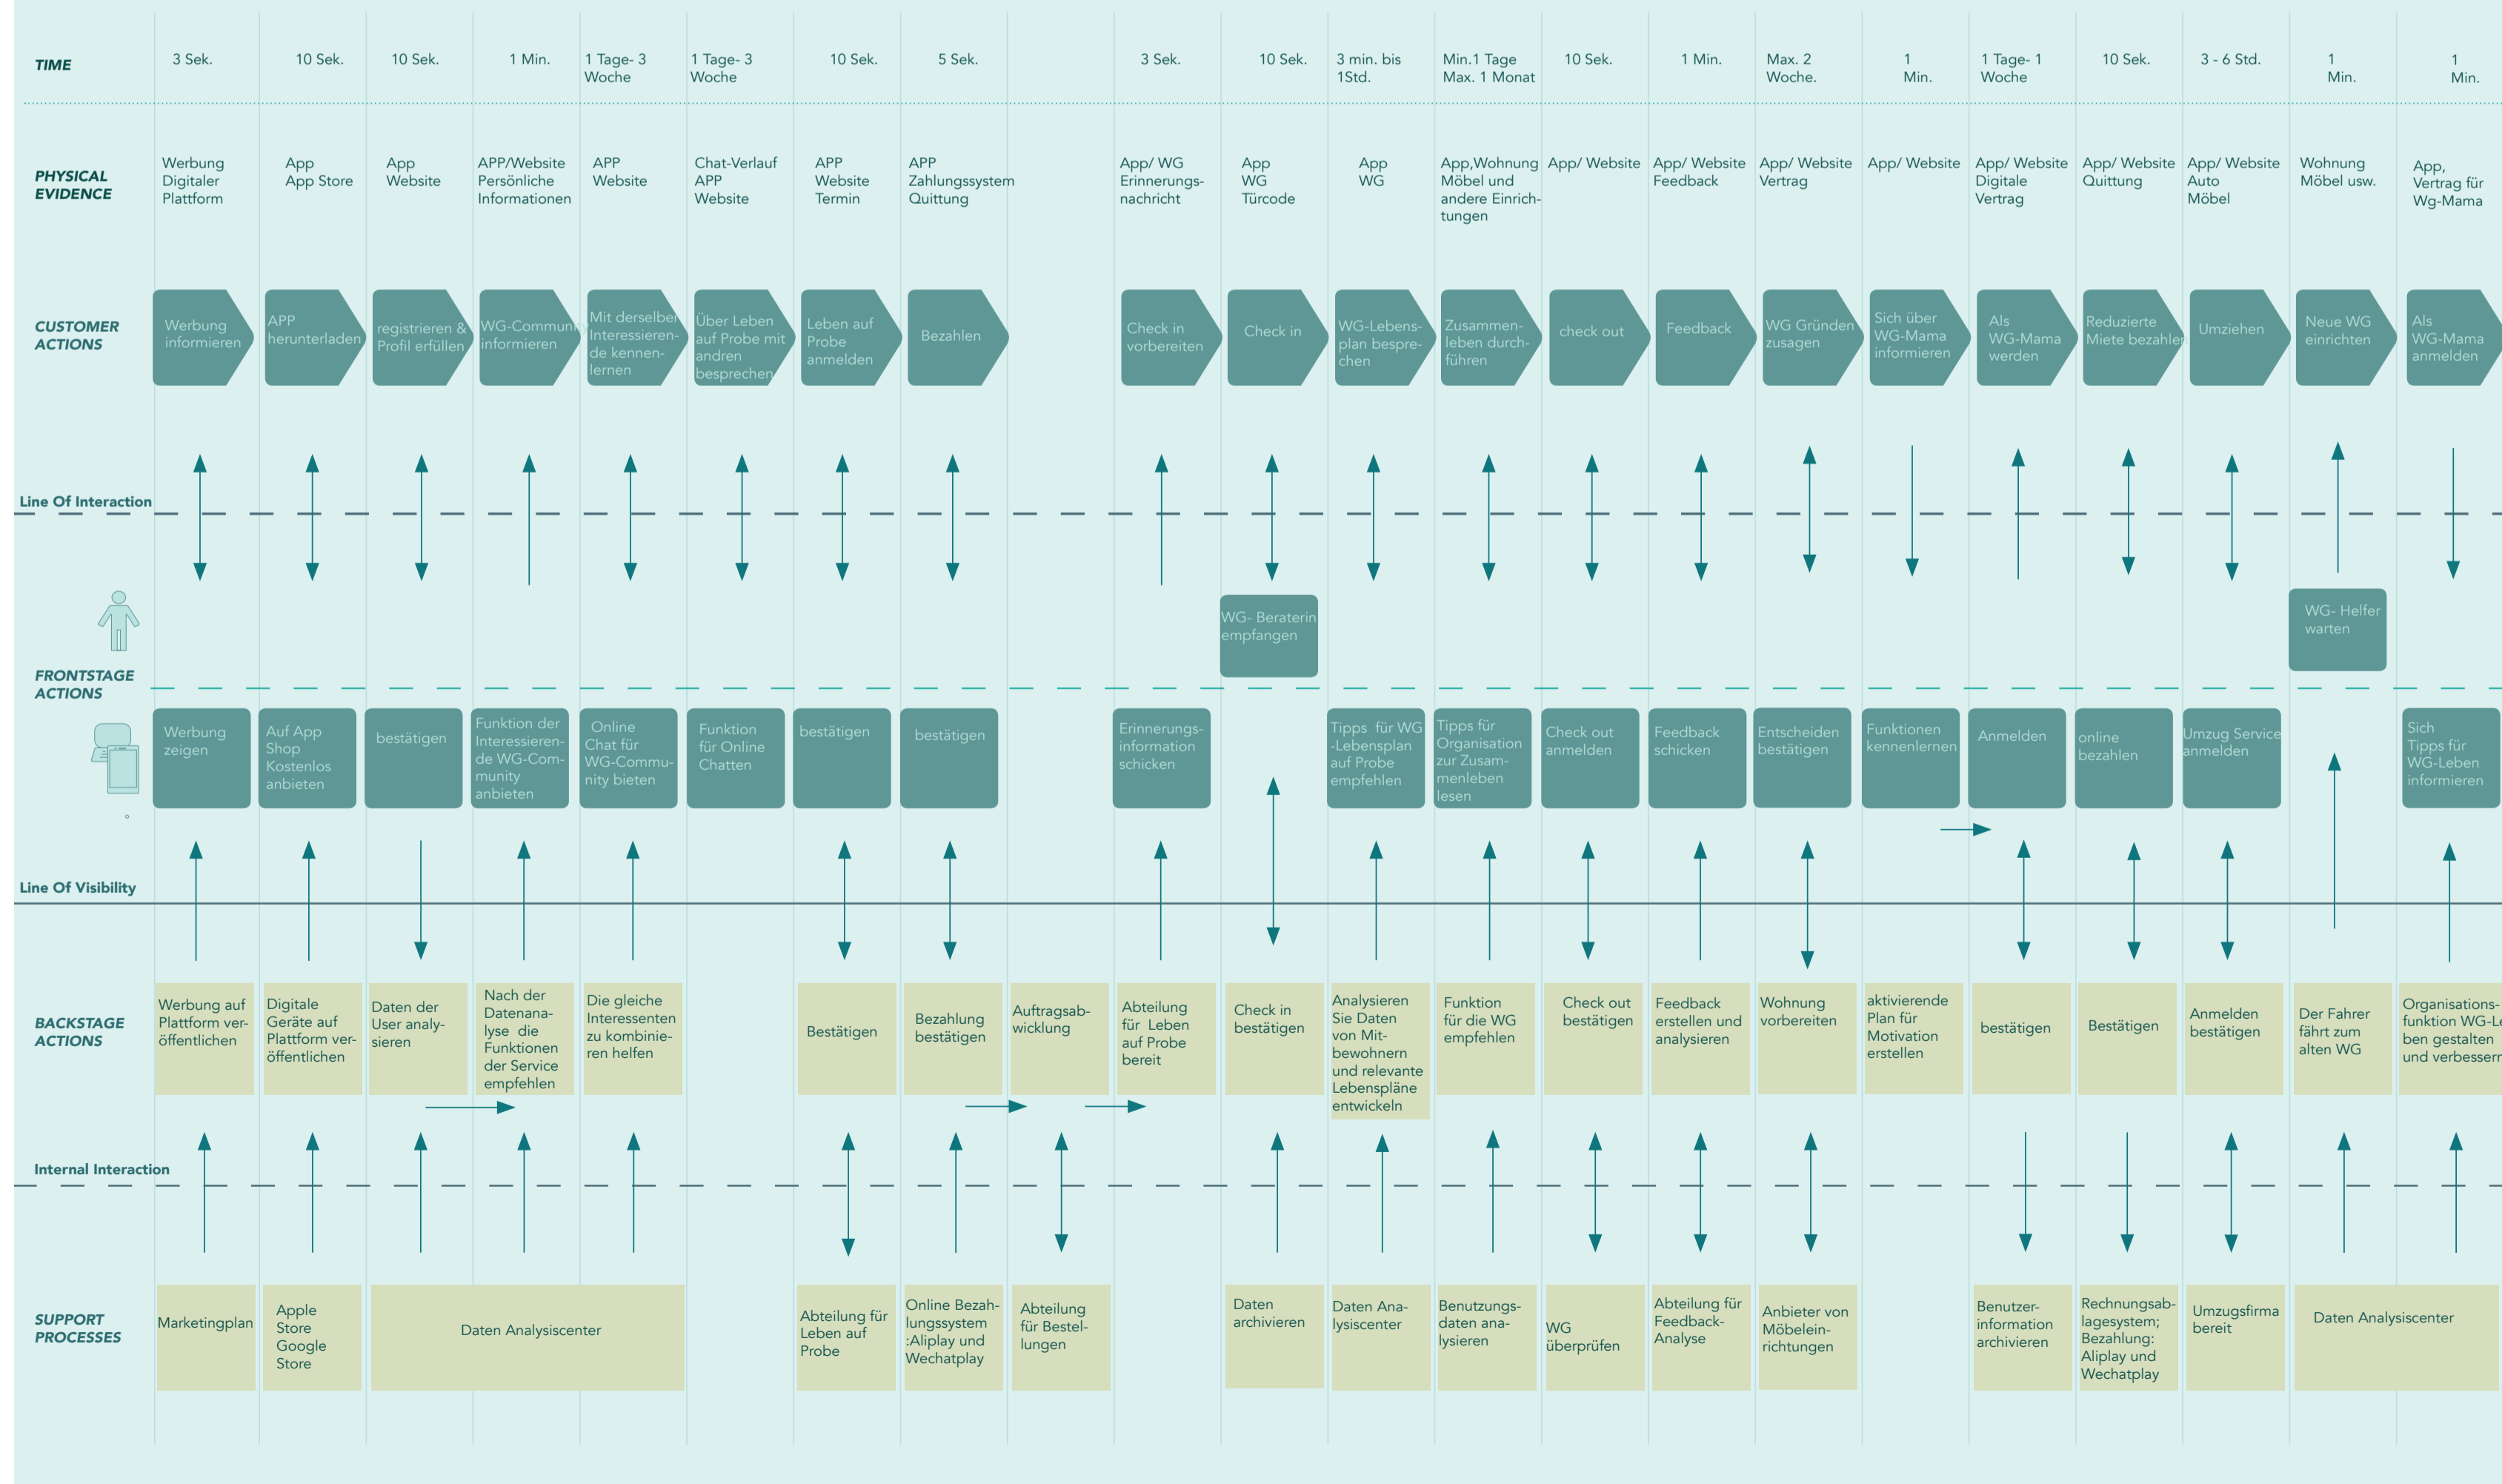 TIME
3 Sek.
10 Sek.
10 Sek.
1 Min.
1 Tage- 3
Woche
1 Tage- 3
Woche
10 Sek.
5 Sek.
3 Sek.
10 Sek.
3 min. bis
1Std.
Min.1 Tage
Max. 1 Monat
10 Sek.
1 Min.
Max. 2
Woche.
1
Min.
1 Tage- 1
Woche
10 Sek.
3 - 6 Std.
1
Min.
1
Min.
PHYSICAL
EVIDENCE
Werbung
Digitaler
Plattform
App
App Store
App
Website
APP/Website
Persönliche
Informationen
APP
Website
Chat-Verlauf
APP
Website
APP
Website
Termin
APP
Zahlungssystem
Quittung
App/ WG
Erinnerungs-
nachricht
App
WG
Türcode
App
WG
App,Wohnung
Möbel und
andere Einrich-
tungen
App/ Website
App/ Website
Feedback
App/ Website
Vertrag
App/ Website
App/ Website
Digitale
Vertrag
App/ Website
Quittung
App/ Website
Auto
Möbel
Wohnung
Möbel usw.
App,
Vertrag für
Wg-Mama
CUSTOMER
ACTIONS
Werbung
informieren
APP
herunterladen
registrieren &
Profil erfüllen
WG-Community
informieren
Mit derselben
Interessieren-
de kennen-
lernen
Über Leben
auf Probe mit
andren
besprechen
Leben auf
Probe
anmelden
Bezahlen
Check in
vorbereiten
Check in
WG-Lebens-
plan bespre-
chen
Zusammen-
leben durch-
führen
check out
Feedback
WG Gründen
zusagen
Sich über
WG-Mama
informieren
Als
WG-Mama
werden
Reduzierte
Miete bezahlen
Umziehen
Neue WG
einrichten
Als
WG-Mama
anmelden
Line Of Interaction
WG- Beraterin
empfangen
WG- Helfer
warten
FRONTSTAGE
ACTIONS
Werbung
zeigen
Auf App
Shop
Kostenlos
anbieten
bestätigen
Funktion der
Interessieren-
de WG-Com-
munity
anbieten
Online
Chat für
WG-Commu-
nity bieten
Funktion
für Online
Chatten
bestätigen
bestätigen
Erinnerungs-
information
schicken
Tipps für WG
-Lebensplan
auf Probe
empfehlen
Tipps für
Organisation
zur Zusam-
menleben
lesen
Check out
anmelden
Feedback
schicken
Entscheiden
bestätigen
Funktionen
kennenlernen
Anmelden
online
bezahlen
Umzug Service
anmelden
Sich
Tipps für
WG-Leben
informieren
Line Of Visibility
BACKSTAGE
ACTIONS
Werbung auf
Plattform ver-
öffentlichen
Digitale
Geräte auf
Plattform ver-
öffentlichen
Daten der
User analy-
sieren
Nach der
Datenana-
lyse die
Funktionen
der Service
empfehlen
Die gleiche
Interessenten
zu kombinie-
ren helfen
Bestätigen
Bezahlung
bestätigen
Auftragsab-
wicklung
Abteilung
für Leben
auf Probe
bereit
Check in
bestätigen
Analysieren
Sie Daten
von Mit-
bewohnern
und relevante
Lebenspläne
entwickeln
Funktion
für die WG
empfehlen
Check out
bestätigen
Feedback
erstellen und
analysieren
Wohnung
vorbereiten
aktivierende
Plan für
Motivation
erstellen
bestätigen
Bestätigen
Anmelden
bestätigen
Der Fahrer
fährt zum
alten WG
Organisations-
funktion WG-Le
ben gestalten
und verbessern
Internal Interaction
SUPPORT
PROCESSES
Marketingplan
Apple
Store
Google
Store
Daten Analysiscenter
Abteilung für
Leben auf
Probe
Online Bezah-
lungssystem
:Aliplay und
Wechatplay
Abteilung
für Bestel-
lungen
Daten
archivieren
Daten Ana-
lysiscenter
Benutzungs-
daten ana-
lysieren
WG
überprüfen
Abteilung für
Feedback-
Analyse
Anbieter von
Möbelein-
richtungen
Benutzer-
information
archivieren
Rechnungsab-
lagesystem;
Bezahlung:
Aliplay und
Wechatplay
Umzugsfirma
bereit
Daten Analysiscenter